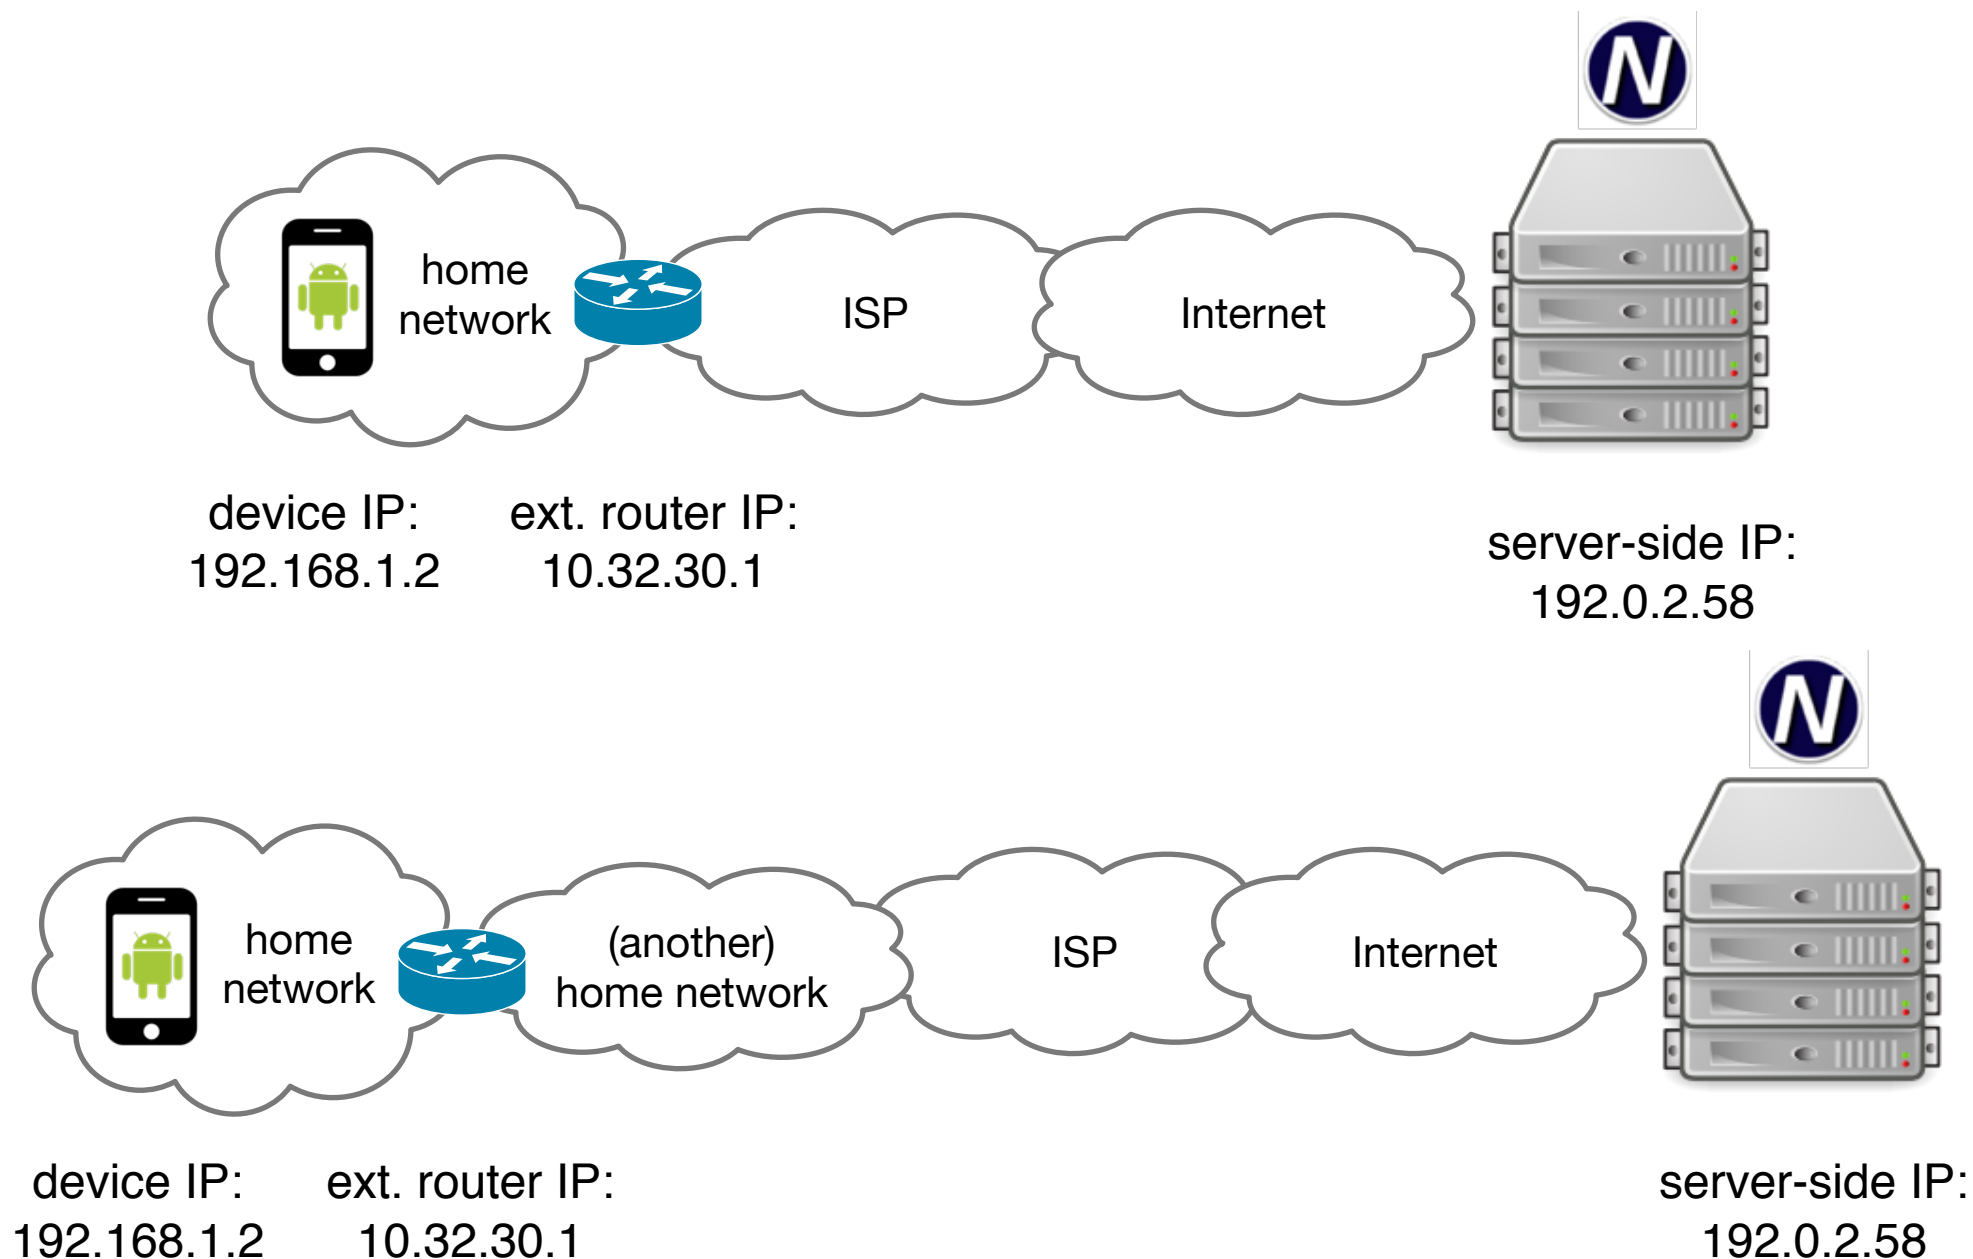 N
home
network
ISP
Internet
device IP:
192.168.1.2
ext. router IP:
10.32.30.1
server-side IP:
192.0.2.58
N
home
network
(another)
home network
ISP
Internet
device IP:
192.168.1.2
ext. router IP:
10.32.30.1
server-side IP:
192.0.2.58